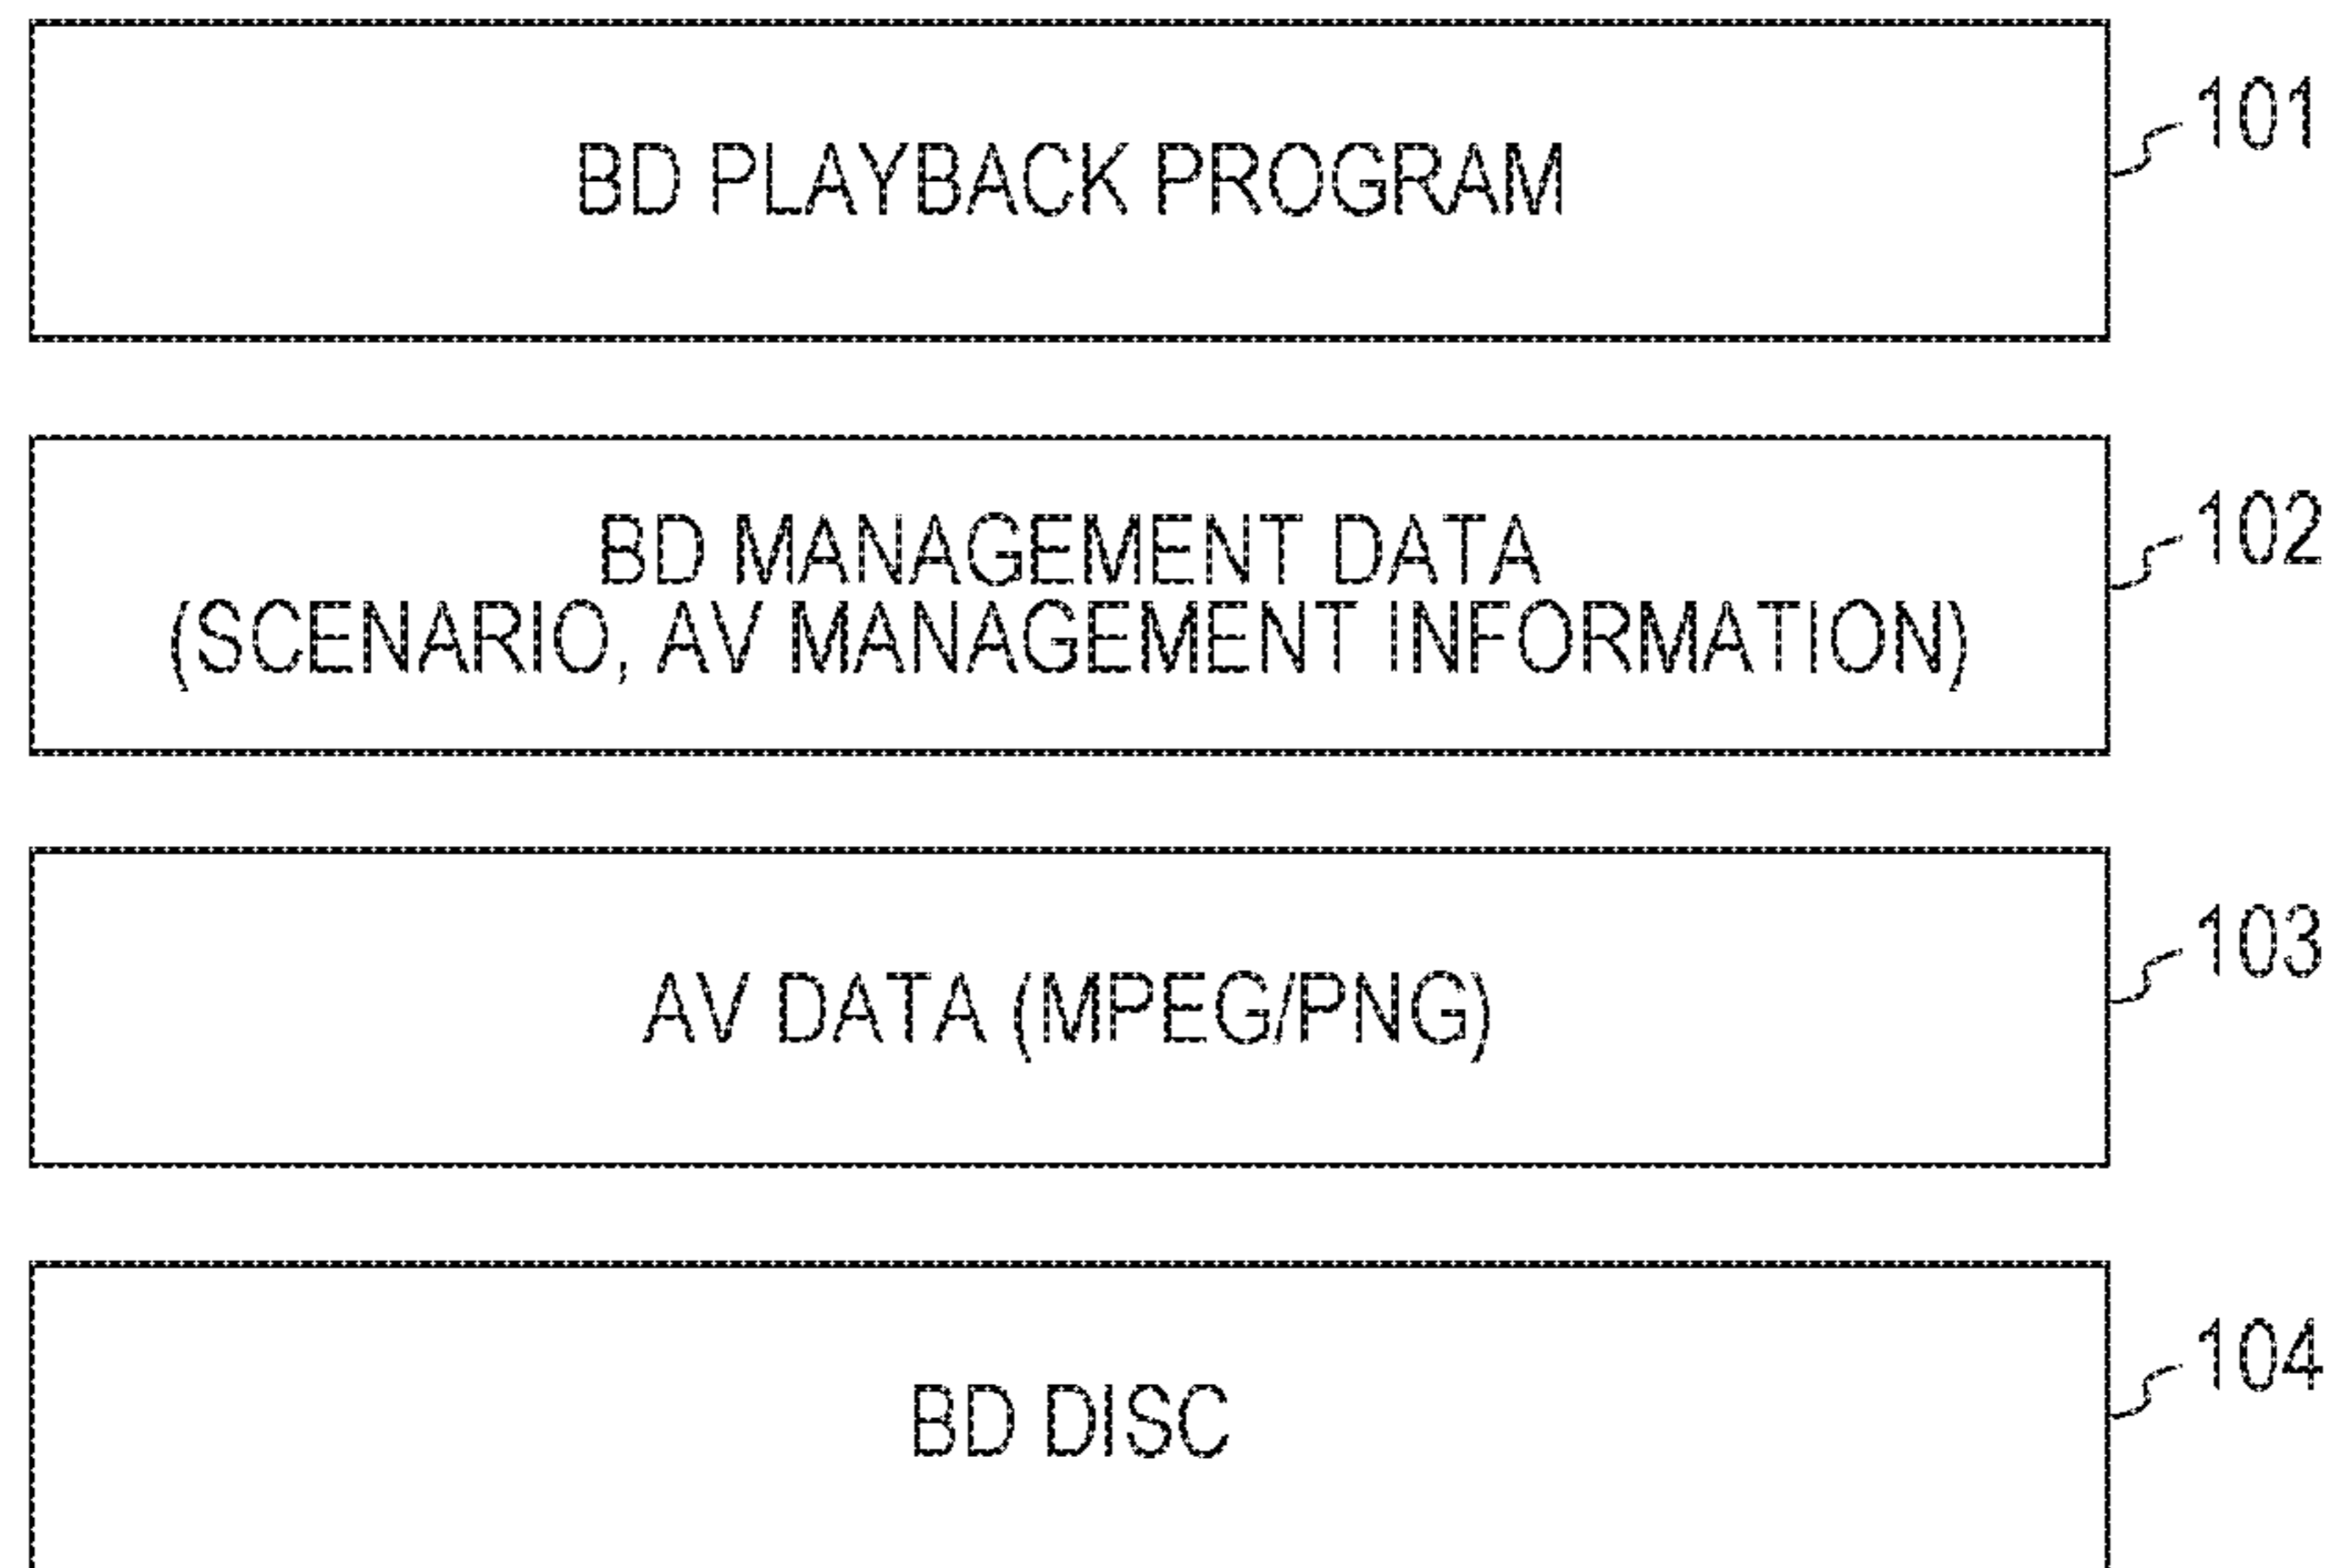 BD PLAYBACK PROGRAM
101
BD MANAGEMENT DATA
(SCENARIO, AV MANAGEMENT INFORMATION)
102
AV DATA (MPEG/PNG)
103
BD DISC
104